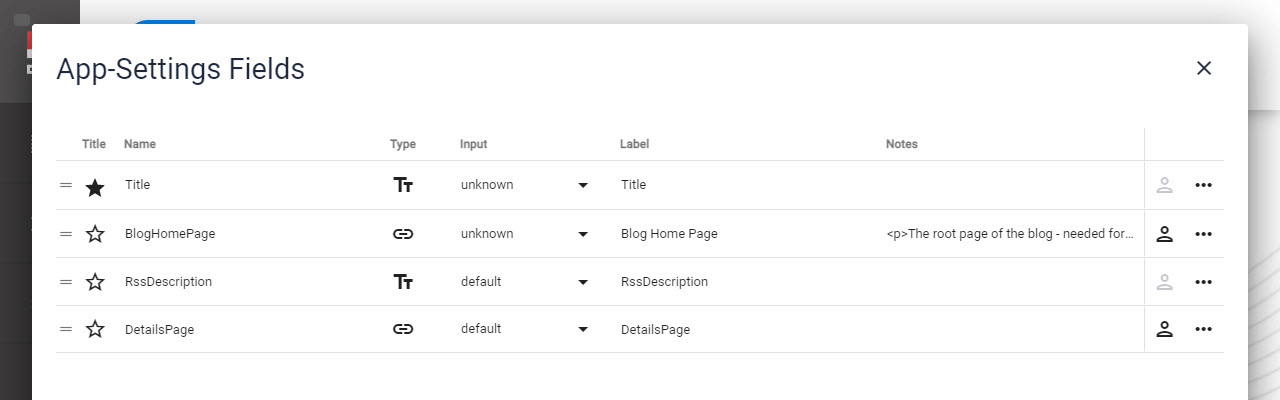 App-Settings Fields
Title Name Type Input Label Notes
Title unknown Title
BlogHomePage unknown Blog Home Page <p>The root page of the blog - needed for...
RssDescription default RssDescription
DetailsPage default DetailsPage